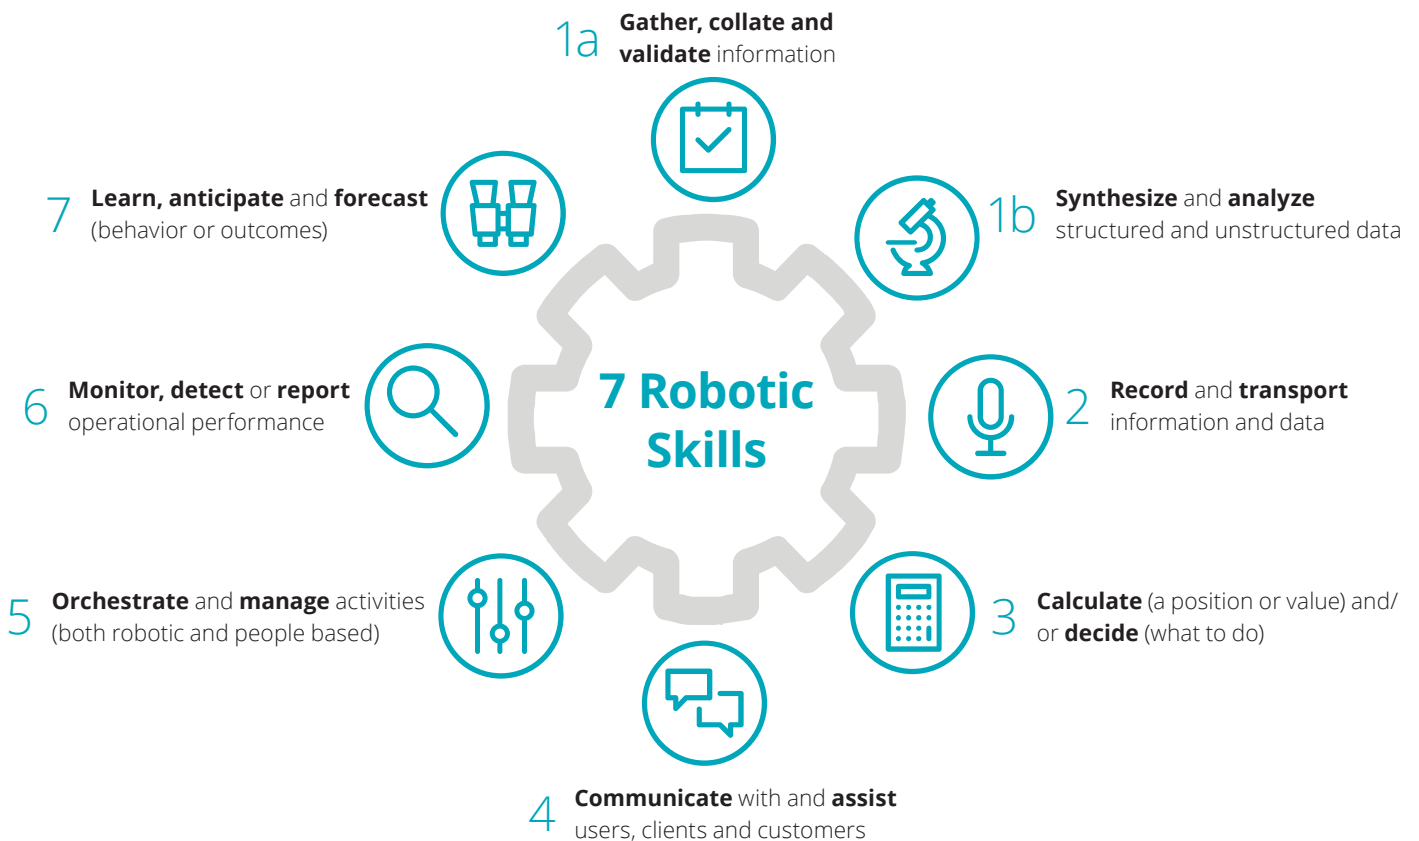 1a
Gather, collate and
validate information
1b
Synthesize and analyze
structured and unstructured data
2
Record and transport
information and data
3
Calculate (a position or value) and/
or decide (what to do)
4
Communicate with and assist
users, clients and customers
5
Orchestrate and manage activities
(both robotic and people based)
6
Monitor, detect or report
operational performance
7
Learn, anticipate and forecast
(behavior or outcomes)
7 Robotic
Skills